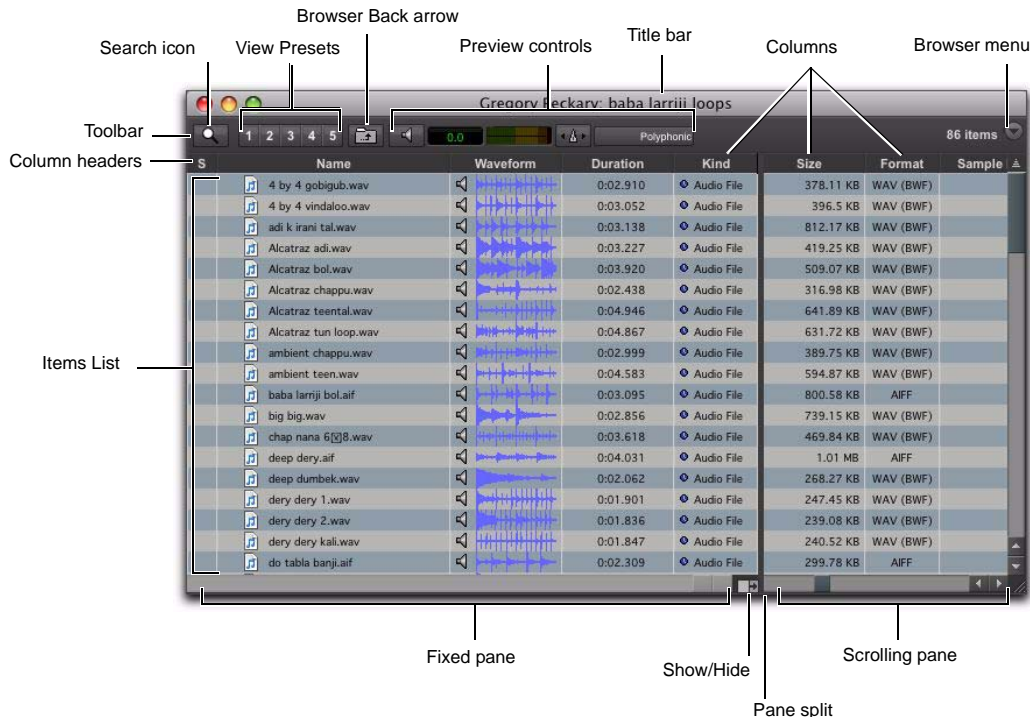 Browser Back arrow
Search icon
View Presets
Preview controls
Title bar
Columns
Browser menu
Gregory Peckary: baba larriji loops
Toolbar
1 2 3 4 5
0.0
Polyphonic
86 items
Column headers
S Name Waveform Duration Kind Size Format Sample
4 by 4 gobigub.wav 0:02.910 Audio File 378.11 KB WAV (BWF)
4 by 4 vindaloo.wav 0:03.052 Audio File 396.5 KB WAV (BWF)
adi k irani tal.wav 0:03.138 Audio File 812.17 KB WAV (BWF)
Alcatraz adi.wav 0:03.227 Audio File 419.25 KB WAV (BWF)
Alcatraz bol.wav 0:03.920 Audio File 509.07 KB WAV (BWF)
Alcatraz chappu.wav 0:02.438 Audio File 316.98 KB WAV (BWF)
Alcatraz teental.wav 0:04.946 Audio File 641.89 KB WAV (BWF)
Alcatraz tun loop.wav 0:04.867 Audio File 631.72 KB WAV (BWF)
ambient chappu.wav 0:02.999 Audio File 389.75 KB WAV (BWF)
Items List
ambient teen.wav 0:04.583 Audio File 594.87 KB WAV (BWF)
baba larriji bol.aif 0:03.095 Audio File 800.58 KB AIFF
big big.wav 0:02.856 Audio File 739.15 KB WAV (BWF)
chap nana 6 8.wav 0:03.618 Audio File 469.84 KB WAV (BWF)
deep dery.aif 0:04.031 Audio File 1.01 MB AIFF
deep dumbek.wav 0:02.062 Audio File 268.27 KB WAV (BWF)
dery dery 1.wav 0:01.901 Audio File 247.45 KB WAV (BWF)
dery dery 2.wav 0:01.836 Audio File 239.08 KB WAV (BWF)
dery dery kali.wav 0:01.847 Audio File 240.52 KB WAV (BWF)
do tabla banji.aif 0:02.309 Audio File 299.78 KB AIFF
Fixed pane
Show/Hide
Scrolling pane
Pane split